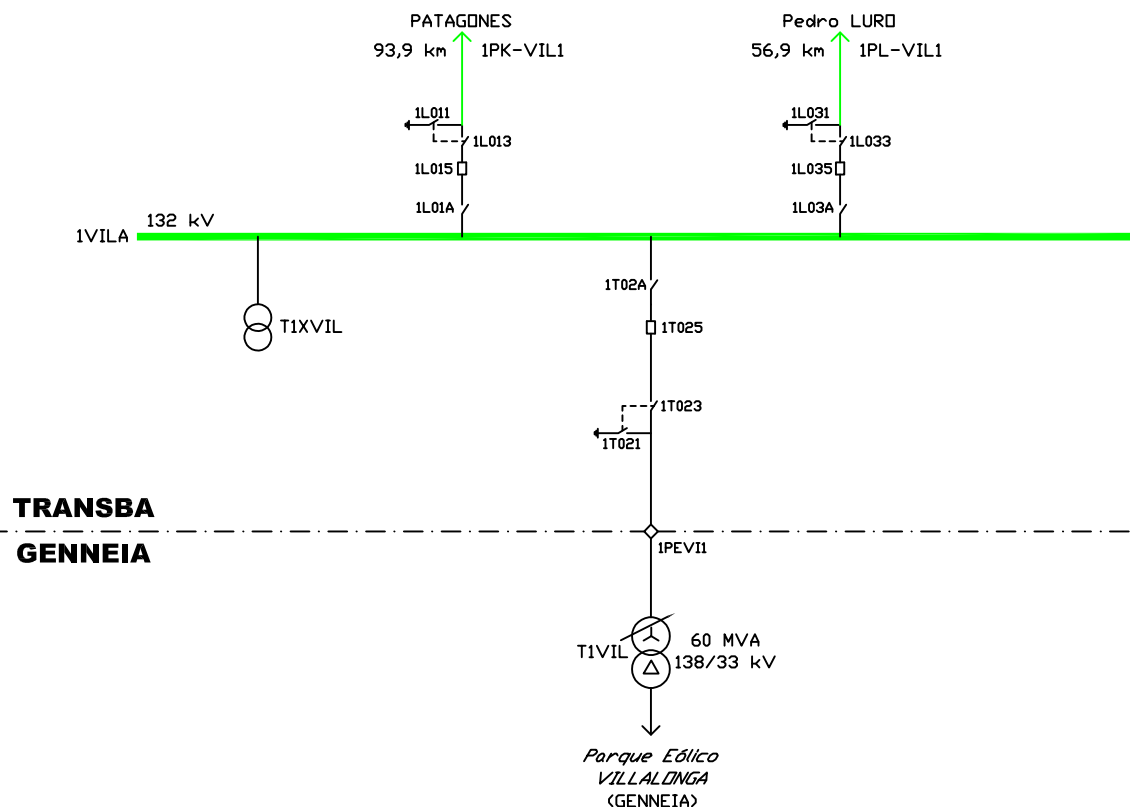 PATAGONES
93,9 km 1PK-VIL1
Pedro LURO
56,9 km 1PL-VIL1
1L011
1L013
1L015
1L01A
1L031
1L033
1L035
1L03A
132 kV
1VILA
T1XVIL
1T02A
1T025
1T023
1T021
TRANSBA
GENNEIA
1PEVI1
T1VIL
60 MVA
138/33 kV
Parque Eólico
VILLALONGA
(GENNEIA)